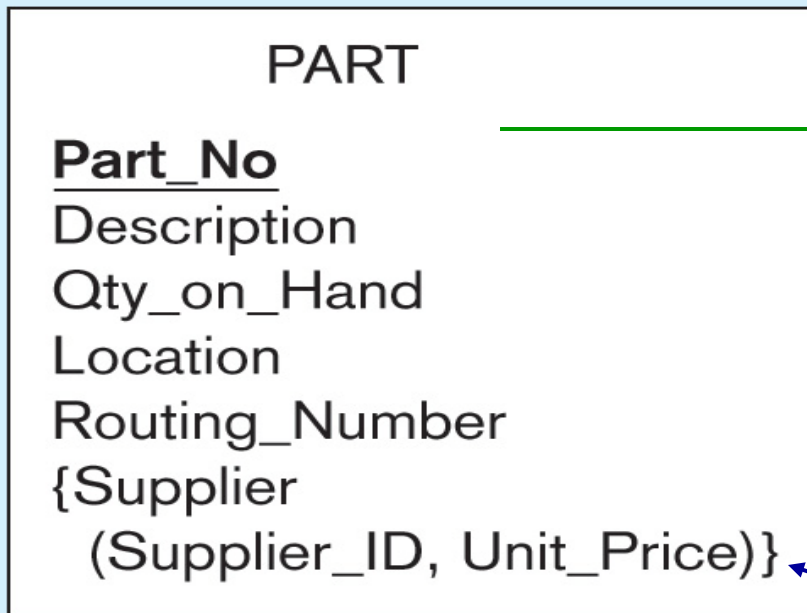 PART
Part_No
Description
Qty_on_Hand
Location
Routing_Number
{Supplier
(Supplier_ID, Unit_Price)}